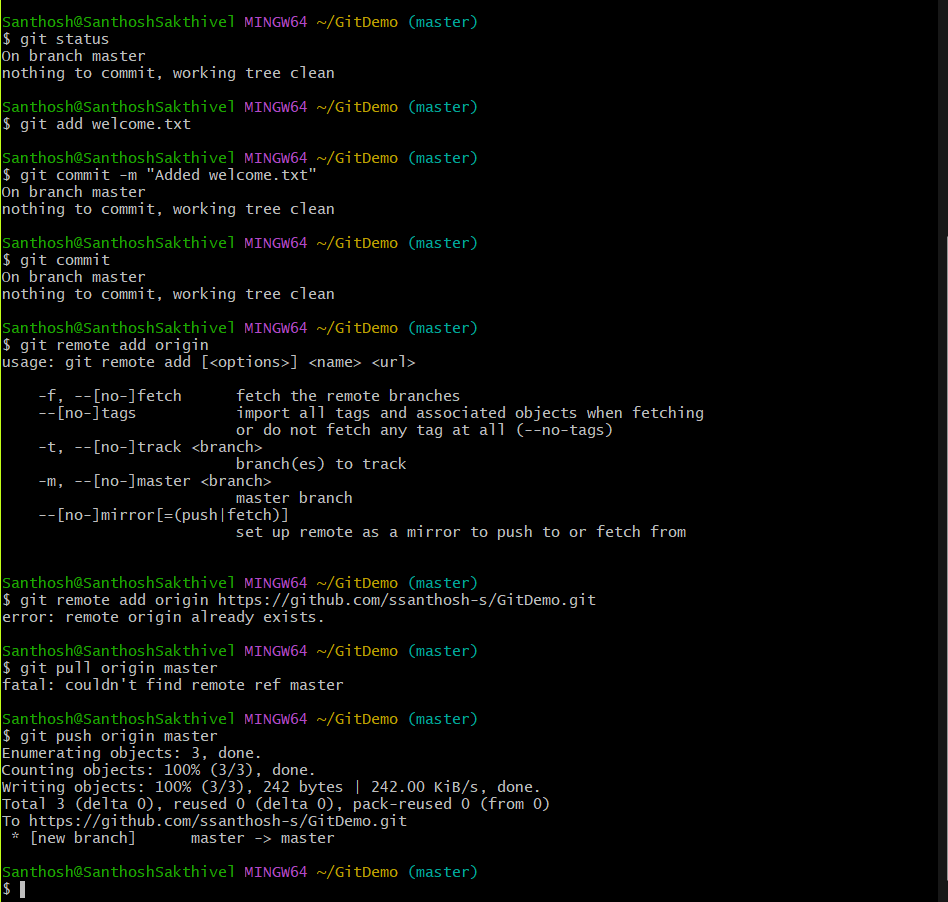 Santhosh@SanthoshSakthivel MINGW64 ~/GitDemo (master)
$ git status
On branch master
nothing to commit, working tree clean
Santhosh@SanthoshSakthivel MINGW64 ~/GitDemo (master)
$ git add welcome.txt
Santhosh@SanthoshSakthivel MINGW64 ~/GitDemo (master)
$ git commit -m "Added welcome.txt"
On branch master
nothing to commit, working tree clean
Santhosh@SanthoshSakthivel MINGW64 ~/GitDemo (master)
$ git commit
On branch master
nothing to commit, working tree clean
Santhosh@SanthoshSakthivel MINGW64 ~/GitDemo (master)
$ git remote add origin
usage: git remote add [<options>] <name> <url>
    -f, --[no-]fetch      fetch the remote branches
    --[no-]tags           import all tags and associated objects when fetching
                          or do not fetch any tag at all (--no-tags)
    -t, --[no-]track <branch>
                          branch(es) to track
    -m, --[no-]master <branch>
                          master branch
    --[no-]mirror[=(push|fetch)]
                          set up remote as a mirror to push to or fetch from
Santhosh@SanthoshSakthivel MINGW64 ~/GitDemo (master)
$ git remote add origin https://github.com/ssanthosh-s/GitDemo.git
error: remote origin already exists.
Santhosh@SanthoshSakthivel MINGW64 ~/GitDemo (master)
$ git pull origin master
fatal: couldn't find remote ref master
Santhosh@SanthoshSakthivel MINGW64 ~/GitDemo (master)
$ git push origin master
Enumerating objects: 3, done.
Counting objects: 100% (3/3), done.
Writing objects: 100% (3/3), 242 bytes | 242.00 KiB/s, done.
Total 3 (delta 0), reused 0 (delta 0), pack-reused 0 (from 0)
To https://github.com/ssanthosh-s/GitDemo.git
 * [new branch]      master -> master
Santhosh@SanthoshSakthivel MINGW64 ~/GitDemo (master)
$